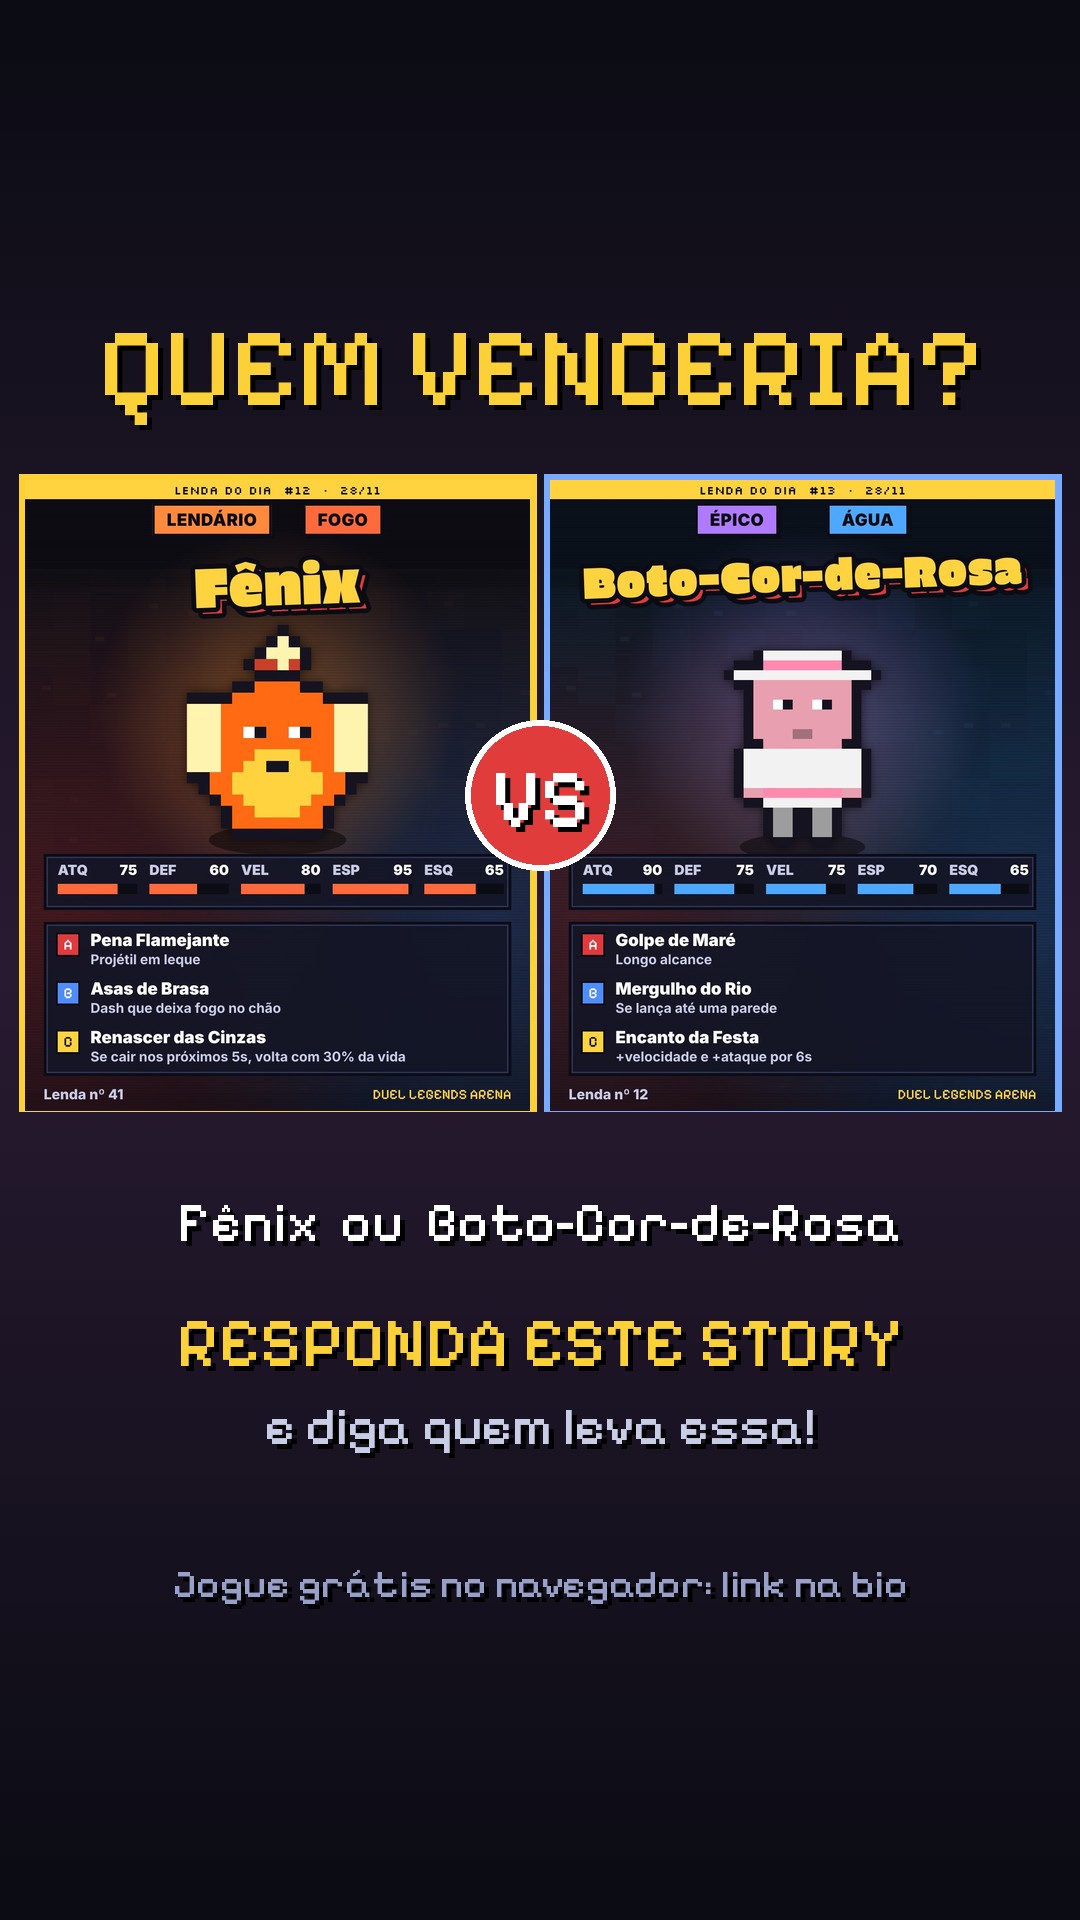 QUEM VENCERIA?
LENDA DO DIA #12 · 28/11
LENDÁRIO FOGO
Fênix
ATQ 75 DEF 60 VEL 80 ESP 95 ESQ 65
A Pena Flamejante
Projétil em leque
B Asas de Brasa
Dash que deixa fogo no chão
C Renascer das Cinzas
Se cair nos próximos 5s, volta com 30% da vida
Lenda nº 41 DUEL LEGENDS ARENA
VS
LENDA DO DIA #13 · 28/11
ÉPICO ÁGUA
Boto-Cor-de-Rosa
ATQ 90 DEF 75 VEL 75 ESP 70 ESQ 65
A Golpe de Maré
Longo alcance
B Mergulho do Rio
Se lança até uma parede
C Encanto da Festa
+velocidade e +ataque por 6s
Lenda nº 12 DUEL LEGENDS ARENA
Fênix ou Boto-Cor-de-Rosa
RESPONDA ESTE STORY
e diga quem leva essa!
Jogue grátis no navegador: link na bio